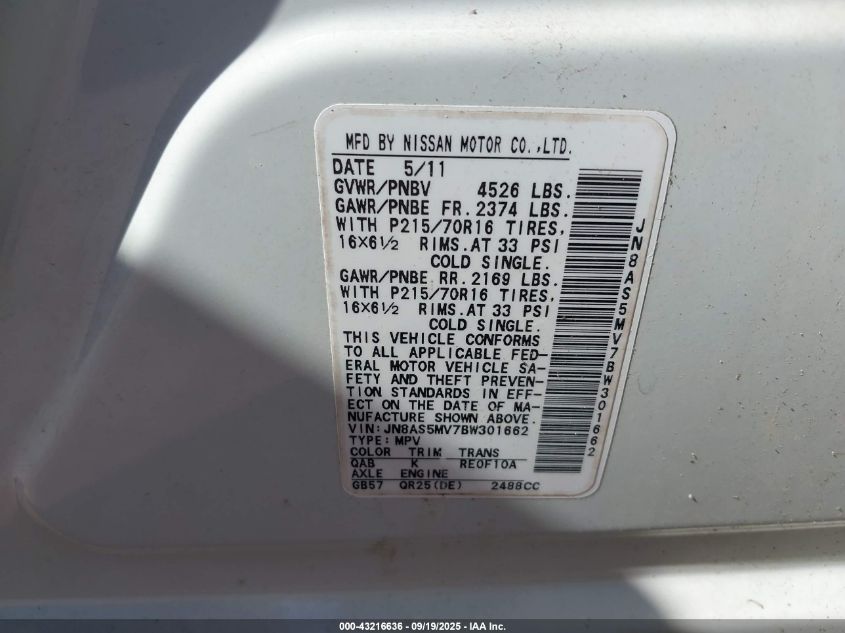 MFD BY NISSAN MOTOR CO.,LTD.
DATE 5/11
GVWR/PNBV 4526 LBS.
GAWR/PNBE FR. 2374 LBS.
WITH P215/70R16 TIRES,
16X6½ RIMS.AT 33 PSI
COLD SINGLE.
GAWR/PNBE RR. 2169 LBS.
WITH P215/70R16 TIRES,
16X6½ RIMS.AT 33 PSI
COLD SINGLE.
THIS VEHICLE CONFORMS
TO ALL APPLICABLE FED-
ERAL MOTOR VEHICLE SA-
FETY AND THEFT PREVEN-
TION STANDARDS IN EFF-
ECT ON THE DATE OF MA-
NUFACTURE SHOWN ABOVE.
VIN:JN8AS5MV7BW301662
TYPE:MPV
COLOR TRIM TRANS
QAB K RE0F10A
AXLE ENGINE
GB57 QR25(DE) 2488CC
JN8AS5MV7BW301662
000-43216636 - 09/19/2025 - IAA Inc.